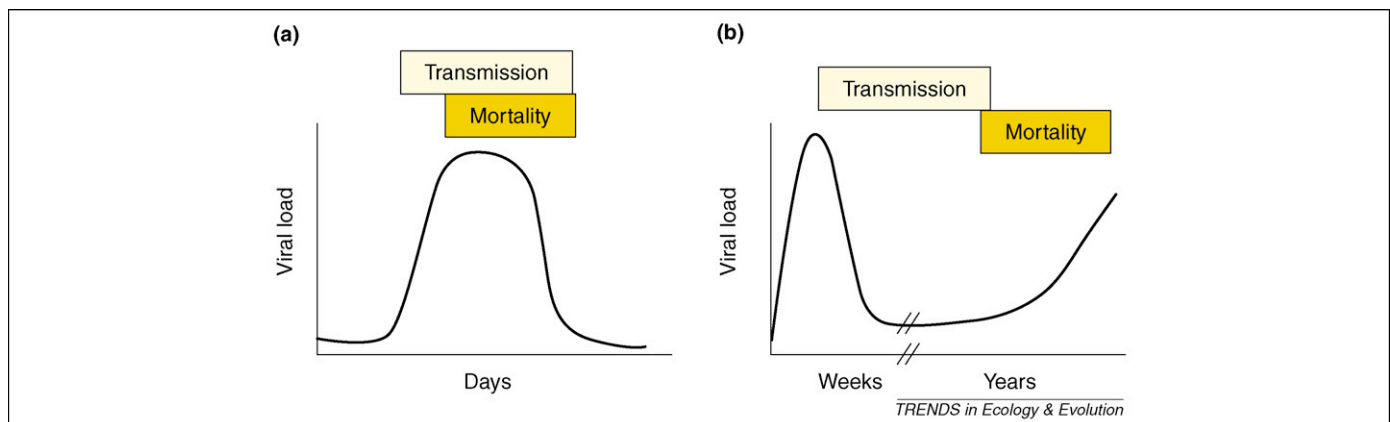 (a)
Transmission
Mortality
Viral load
Days
(b)
Transmission
Mortality
Viral load
Weeks
Years
TRENDS in Ecology & Evolution